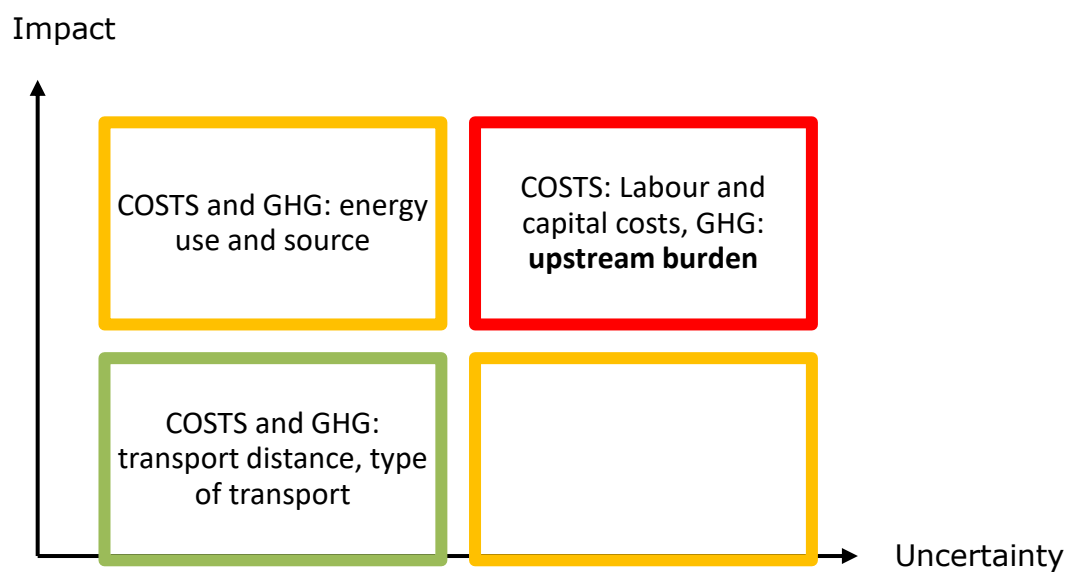 Impact
COSTS and GHG: energy
use and source
COSTS: Labour and
capital costs, GHG:
upstream burden
COSTS and GHG:
transport distance, type
of transport
Uncertainty